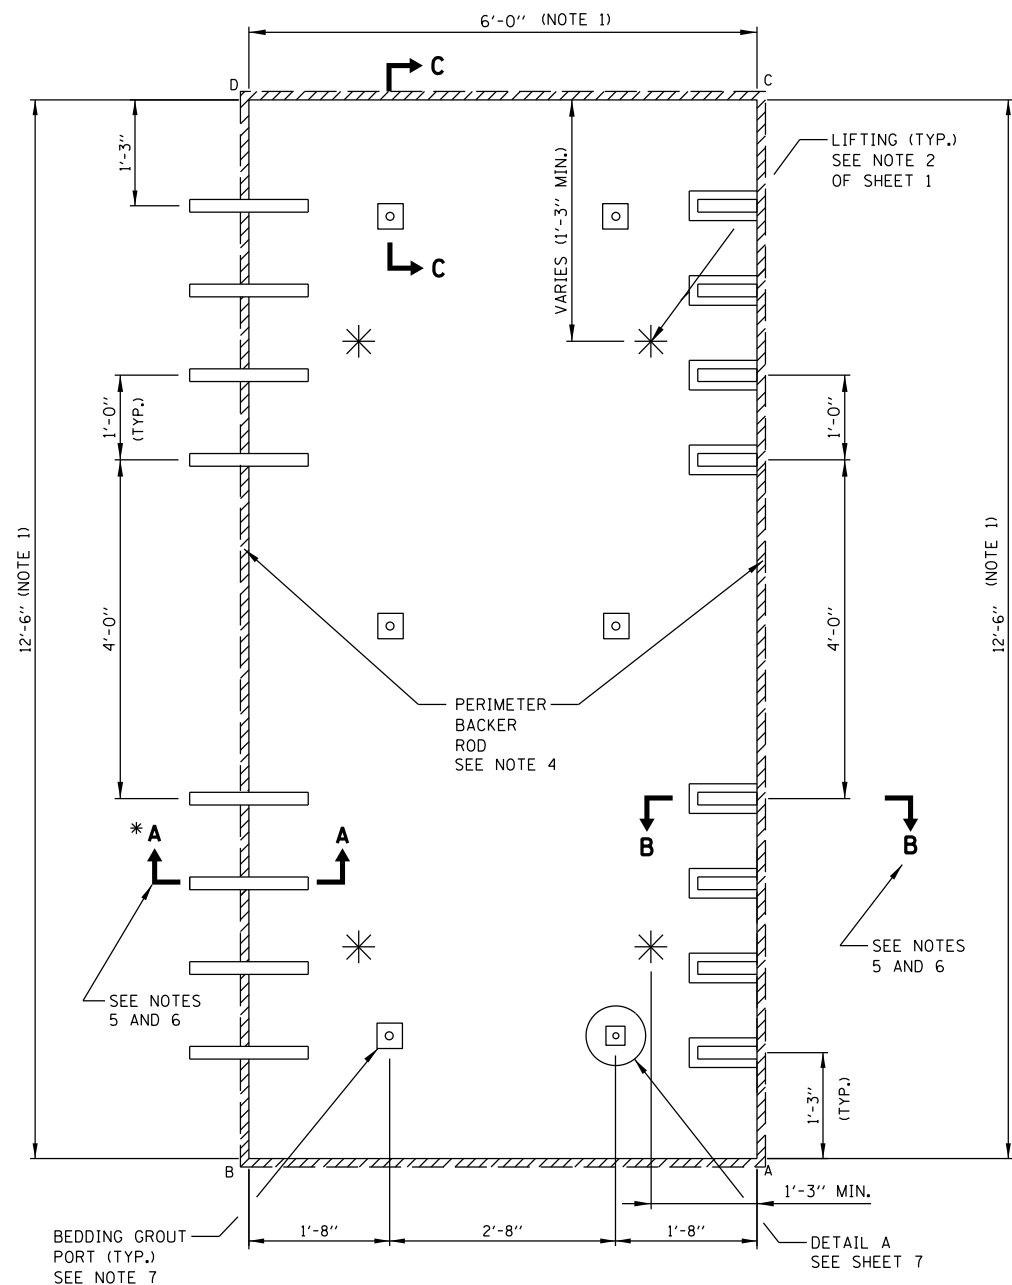 6'-0" (NOTE 1)
C
D
C
1'-3"
VARIES (1'-3" MIN.)
LIFTING (TYP.)
SEE NOTE 2
OF SHEET 1
C
1'-0"
(TYP.)
1'-0"
12'-6" (NOTE 1)
4'-0"
4'-0"
12'-6" (NOTE 1)
PERIMETER
BACKER
ROD
SEE NOTE 4
* A
A
B
B
SEE NOTES
5 AND 6
SEE NOTES
5 AND 6
1'-3"
(TYP.)
B
A
1'-3" MIN.
1'-8"
2'-8"
1'-8"
BEDDING GROUT
PORT (TYP.)
SEE NOTE 7
DETAIL A
SEE SHEET 7